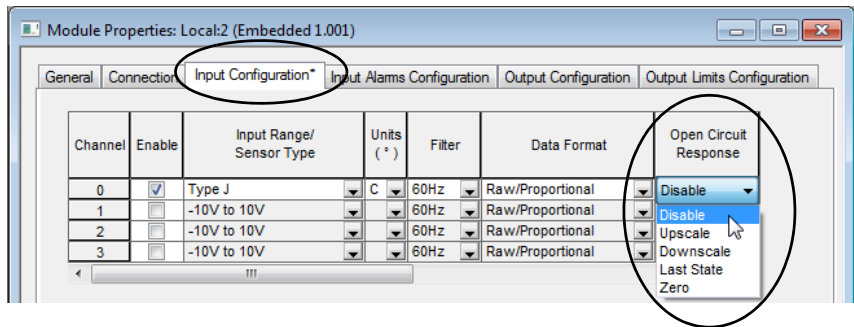 Module Properties: Local:2 (Embedded 1.001)
General Connection Input Configuration* Input Alarms Configuration Output Configuration Output Limits Configuration
Channel Enable Input Range/ Sensor Type Units (°) Filter Data Format Open Circuit Response
0 Type J C 60Hz Raw/Proportional Disable
1 -10V to 10V 60Hz Raw/Proportional
2 -10V to 10V 60Hz Raw/Proportional
3 -10V to 10V 60Hz Raw/Proportional
Disable
Upscale
Downscale
Last State
Zero